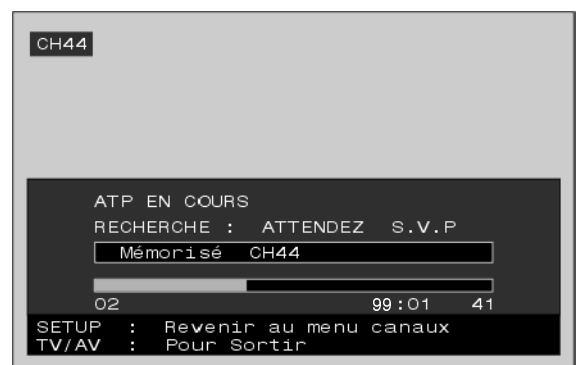 CH44
ATP EN COURS
RECHERCHE : ATTENDEZ S.V.P
Mémorisé CH44
02 99:01 41
SETUP : Revenir au menu canaux
TV/AV : Pour Sortir